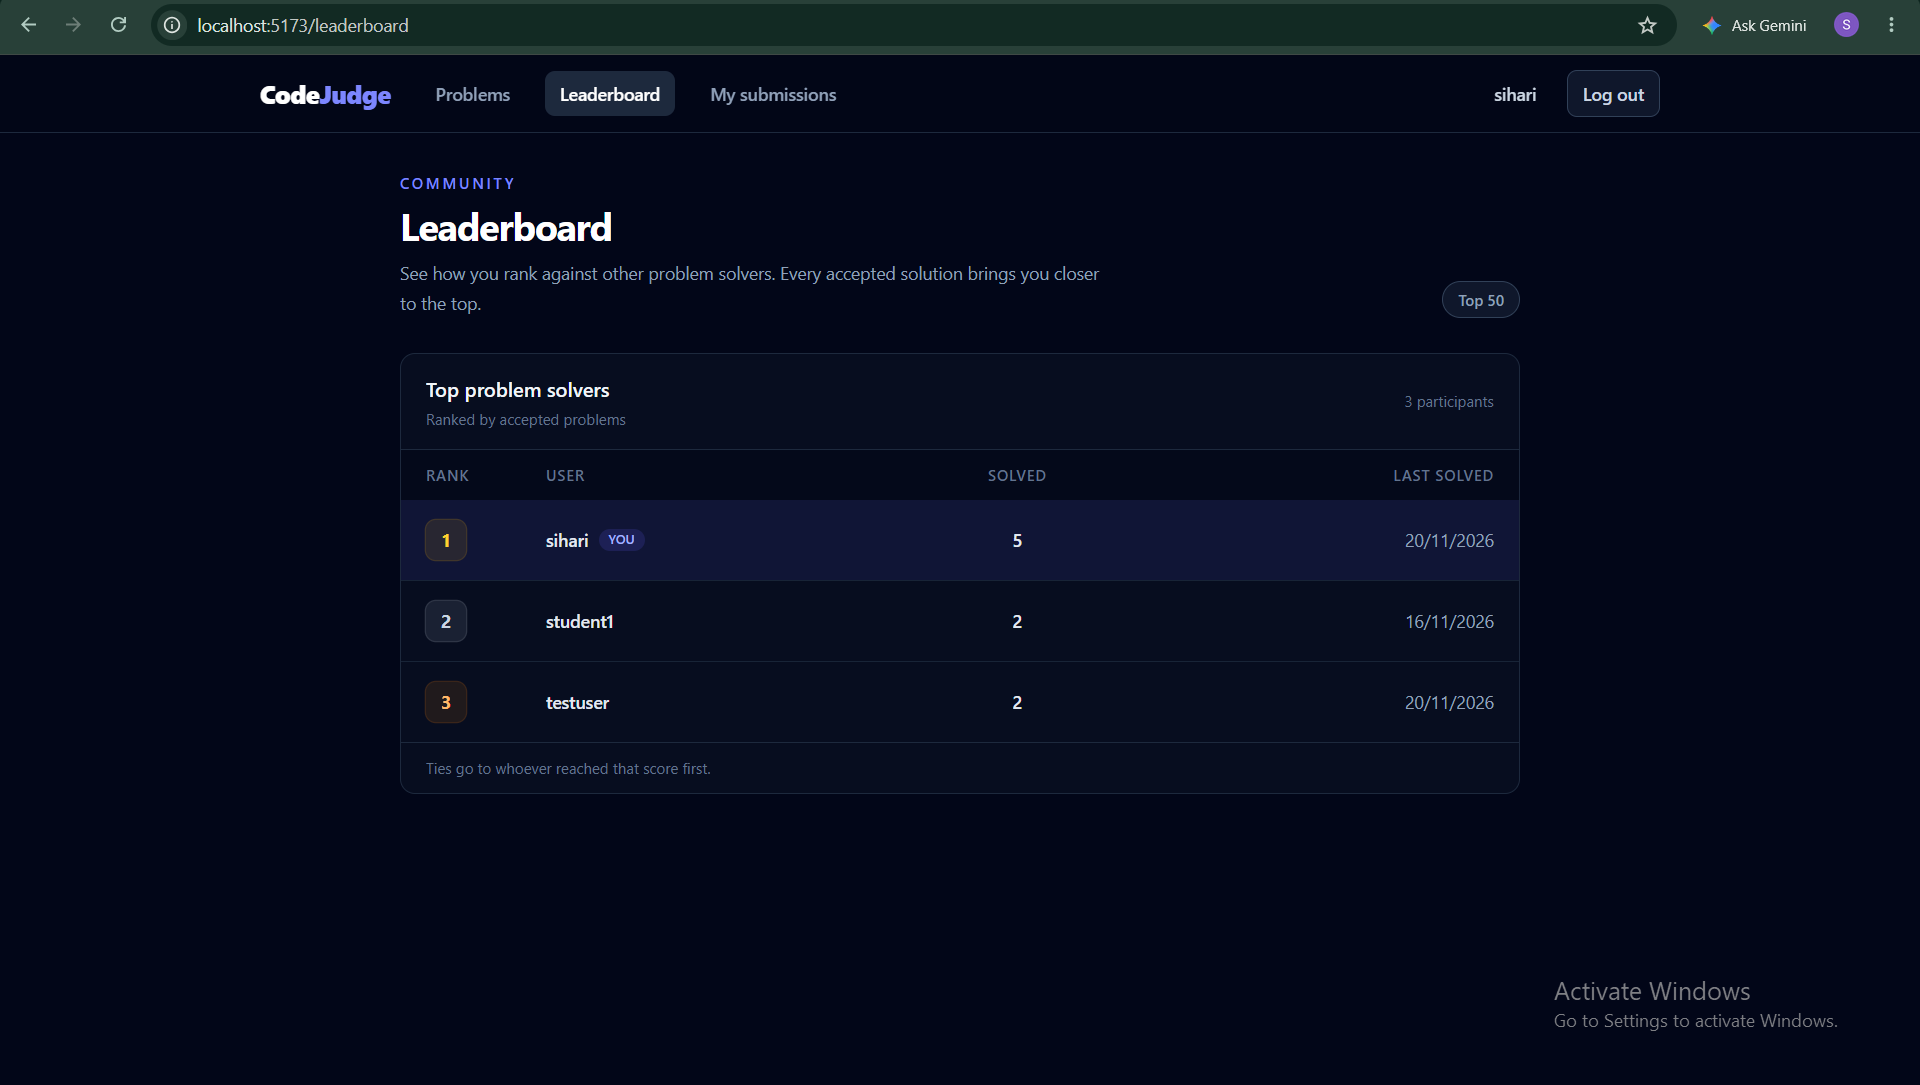 localhost:5173/leaderboard
Ask Gemini
S
CodeJudge
Problems
Leaderboard
My submissions
sihari
Log out
COMMUNITY
Leaderboard
See how you rank against other problem solvers. Every accepted solution brings you closer
to the top.
Top 50
Top problem solvers
Ranked by accepted problems
3 participants
RANK USER SOLVED LAST SOLVED
1 sihari YOU 5 20/11/2026
2 student1 2 16/11/2026
3 testuser 2 20/11/2026
Ties go to whoever reached that score first.
Activate Windows
Go to Settings to activate Windows.